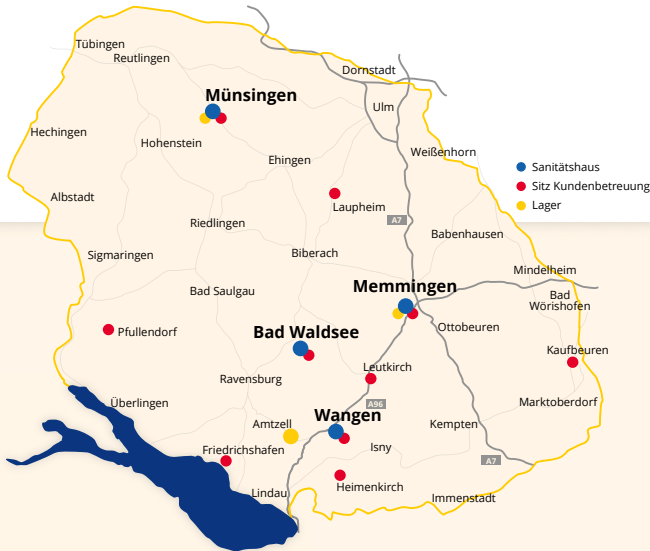 Tübingen
Reutlingen
Dornstadt
Münsingen
Ulm
Hechingen
Hohenstein
Weißenhorn
Ehingen
Sanitätshaus
Sitz Kundenbetreuung
Lager
Albstadt
Laupheim
A7
Riedlingen
Babenhausen
Sigmaringen
Biberach
Mindelheim
Memmingen
Bad Saulgau
Bad
Wörishofen
Pfullendorf
Bad Waldsee
Ottobeuren
Kaufbeuren
Leutkirch
Ravensburg
Überlingen
A96
Marktoberdorf
Wangen
Amtzell
Kempten
Friedrichshafen
Isny
A7
Heimenkirch
Lindau
Immenstadt